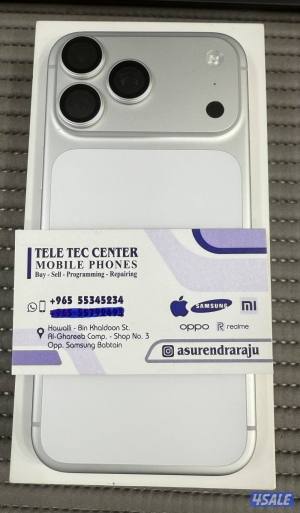 TELE TEC CENTER
MOBILE PHONES
Buy - Sell - Programming - Repairing
+965 55345234
Hawalli - Bin Khaldoon St.
Al-Ghareeb Comp. - Shop No. 3
Opp. Samsung Babtain
SAMSUNG
mi
oppo
realme
asurendraraju
4SALE